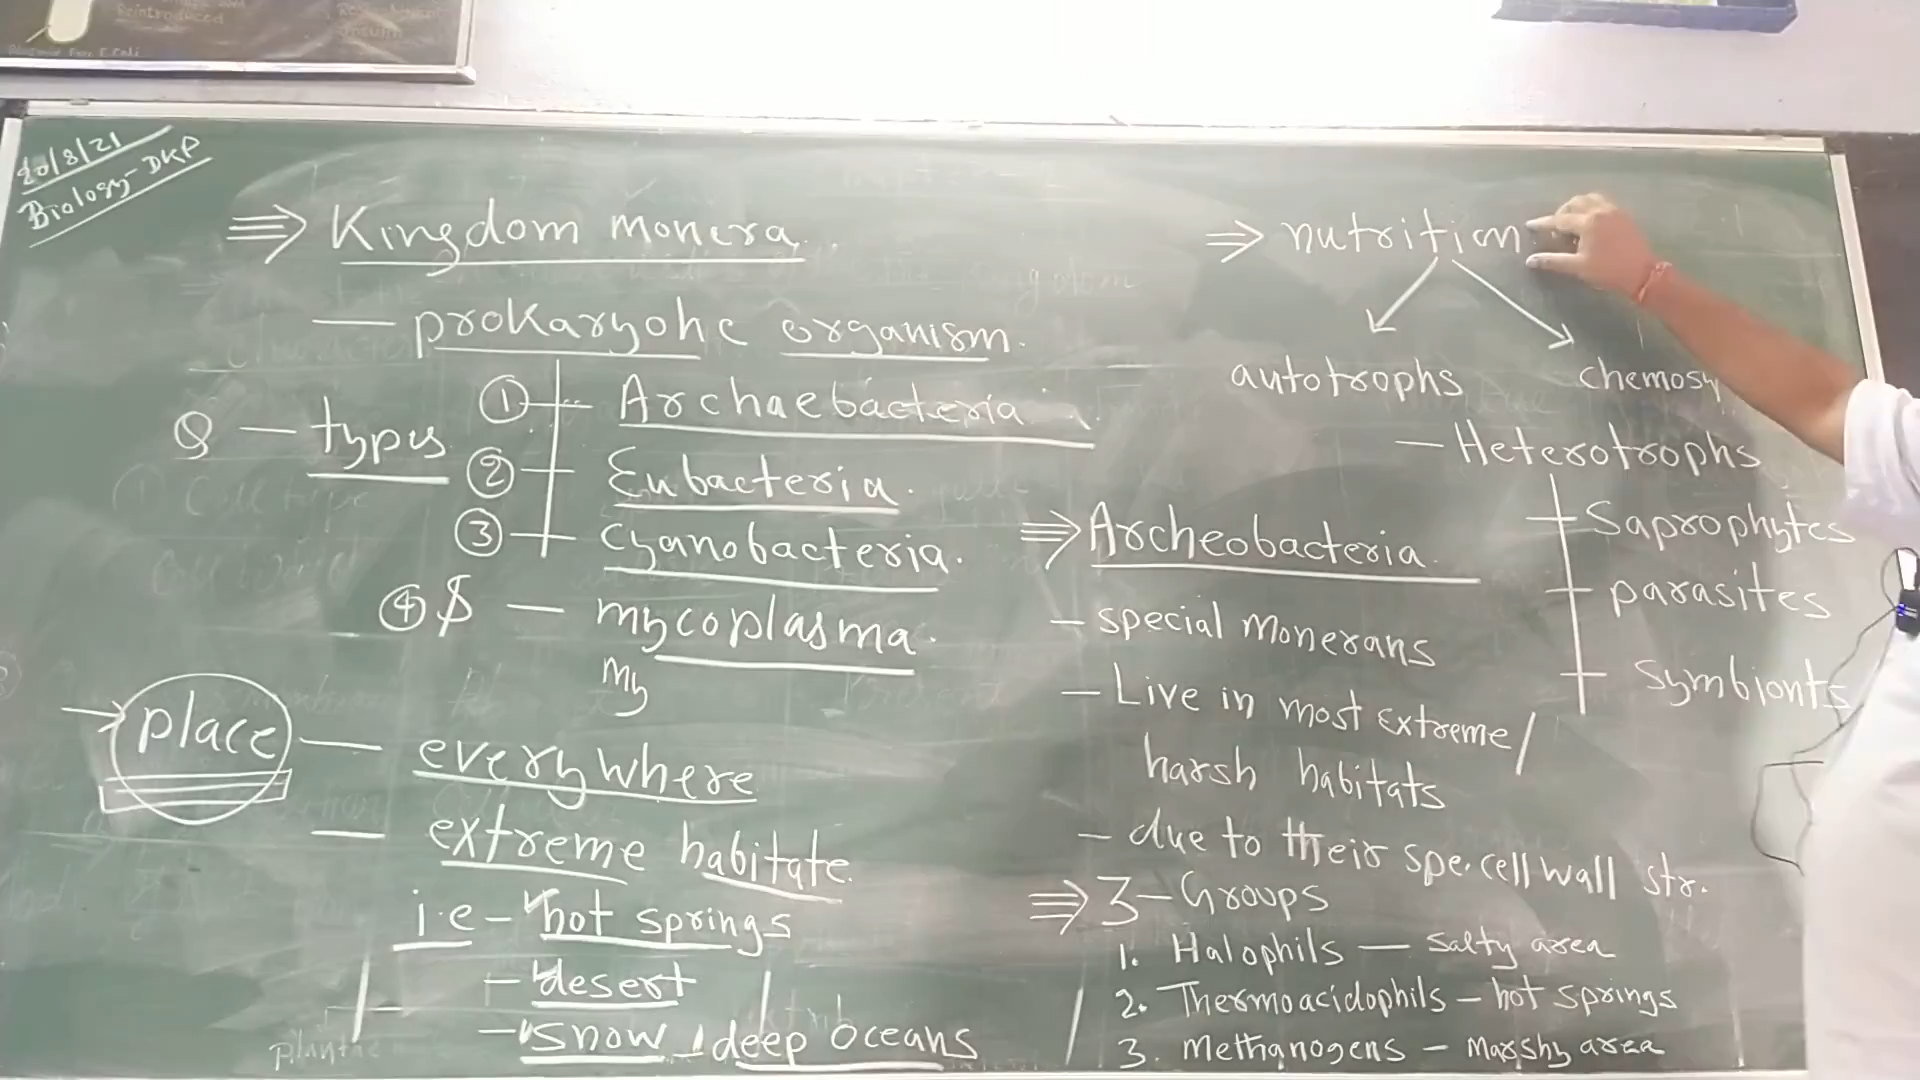 Reintroduced
20/8/21
Biology-DKP
⇒ Kingdom monera
— prokaryotic organism.
Q — types
① — Archaebacteria
② — Eubacteria.
③ — Cyanobacteria.
④ $ — mycoplasma.
my
→ place — everywhere
— extreme habitate.
i.e – hot springs
– desert
– snow, deep oceans
plantae
⇒ nutrition
autotrophs chemosy
— Heterotrophs
Saprophytes
parasites
Symbionts
⇒ Archeobacteria.
– special monerans
– Live in most extreme/
harsh habitats
– due to their spe. cell wall str.
⇒ 3 – Groups
1. Halophils — salty area
2. Thermoacidophils – hot springs
3. Methanogens – Marshy area